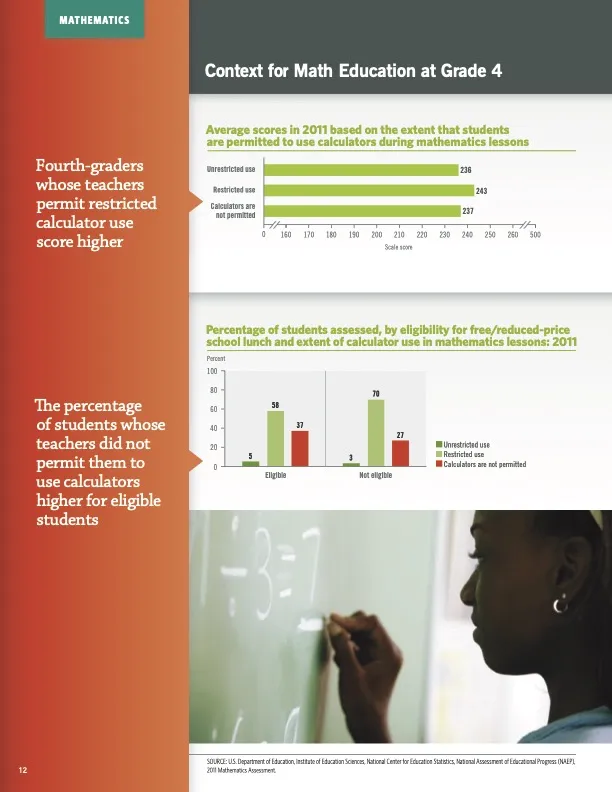 MATHEMATICS
Context for Math Education at Grade 4
Fourth-graders
whose teachers
permit restricted
calculator use
score higher
Average scores in 2011 based on the extent that students
are permitted to use calculators during mathematics lessons
Unrestricted use 236
Restricted use 243
Calculators are
not permitted 237
0 160 170 180 190 200 210 220 230 240 250 260 500
Scale score
The percentage
of students whose
teachers did not
permit them to
use calculators
higher for eligible
students
Percentage of students assessed, by eligibility for free/reduced-price
school lunch and extent of calculator use in mathematics lessons: 2011
Percent
100
80
60
40
20
0
5 58 37
3 70 27
Eligible Not eligible
Unrestricted use
Restricted use
Calculators are not permitted
÷ 3 = 7
SOURCE: U.S. Department of Education, Institute of Education Sciences, National Center for Education Statistics, National Assessment of Educational Progress (NAEP),
2011 Mathematics Assessment.
12